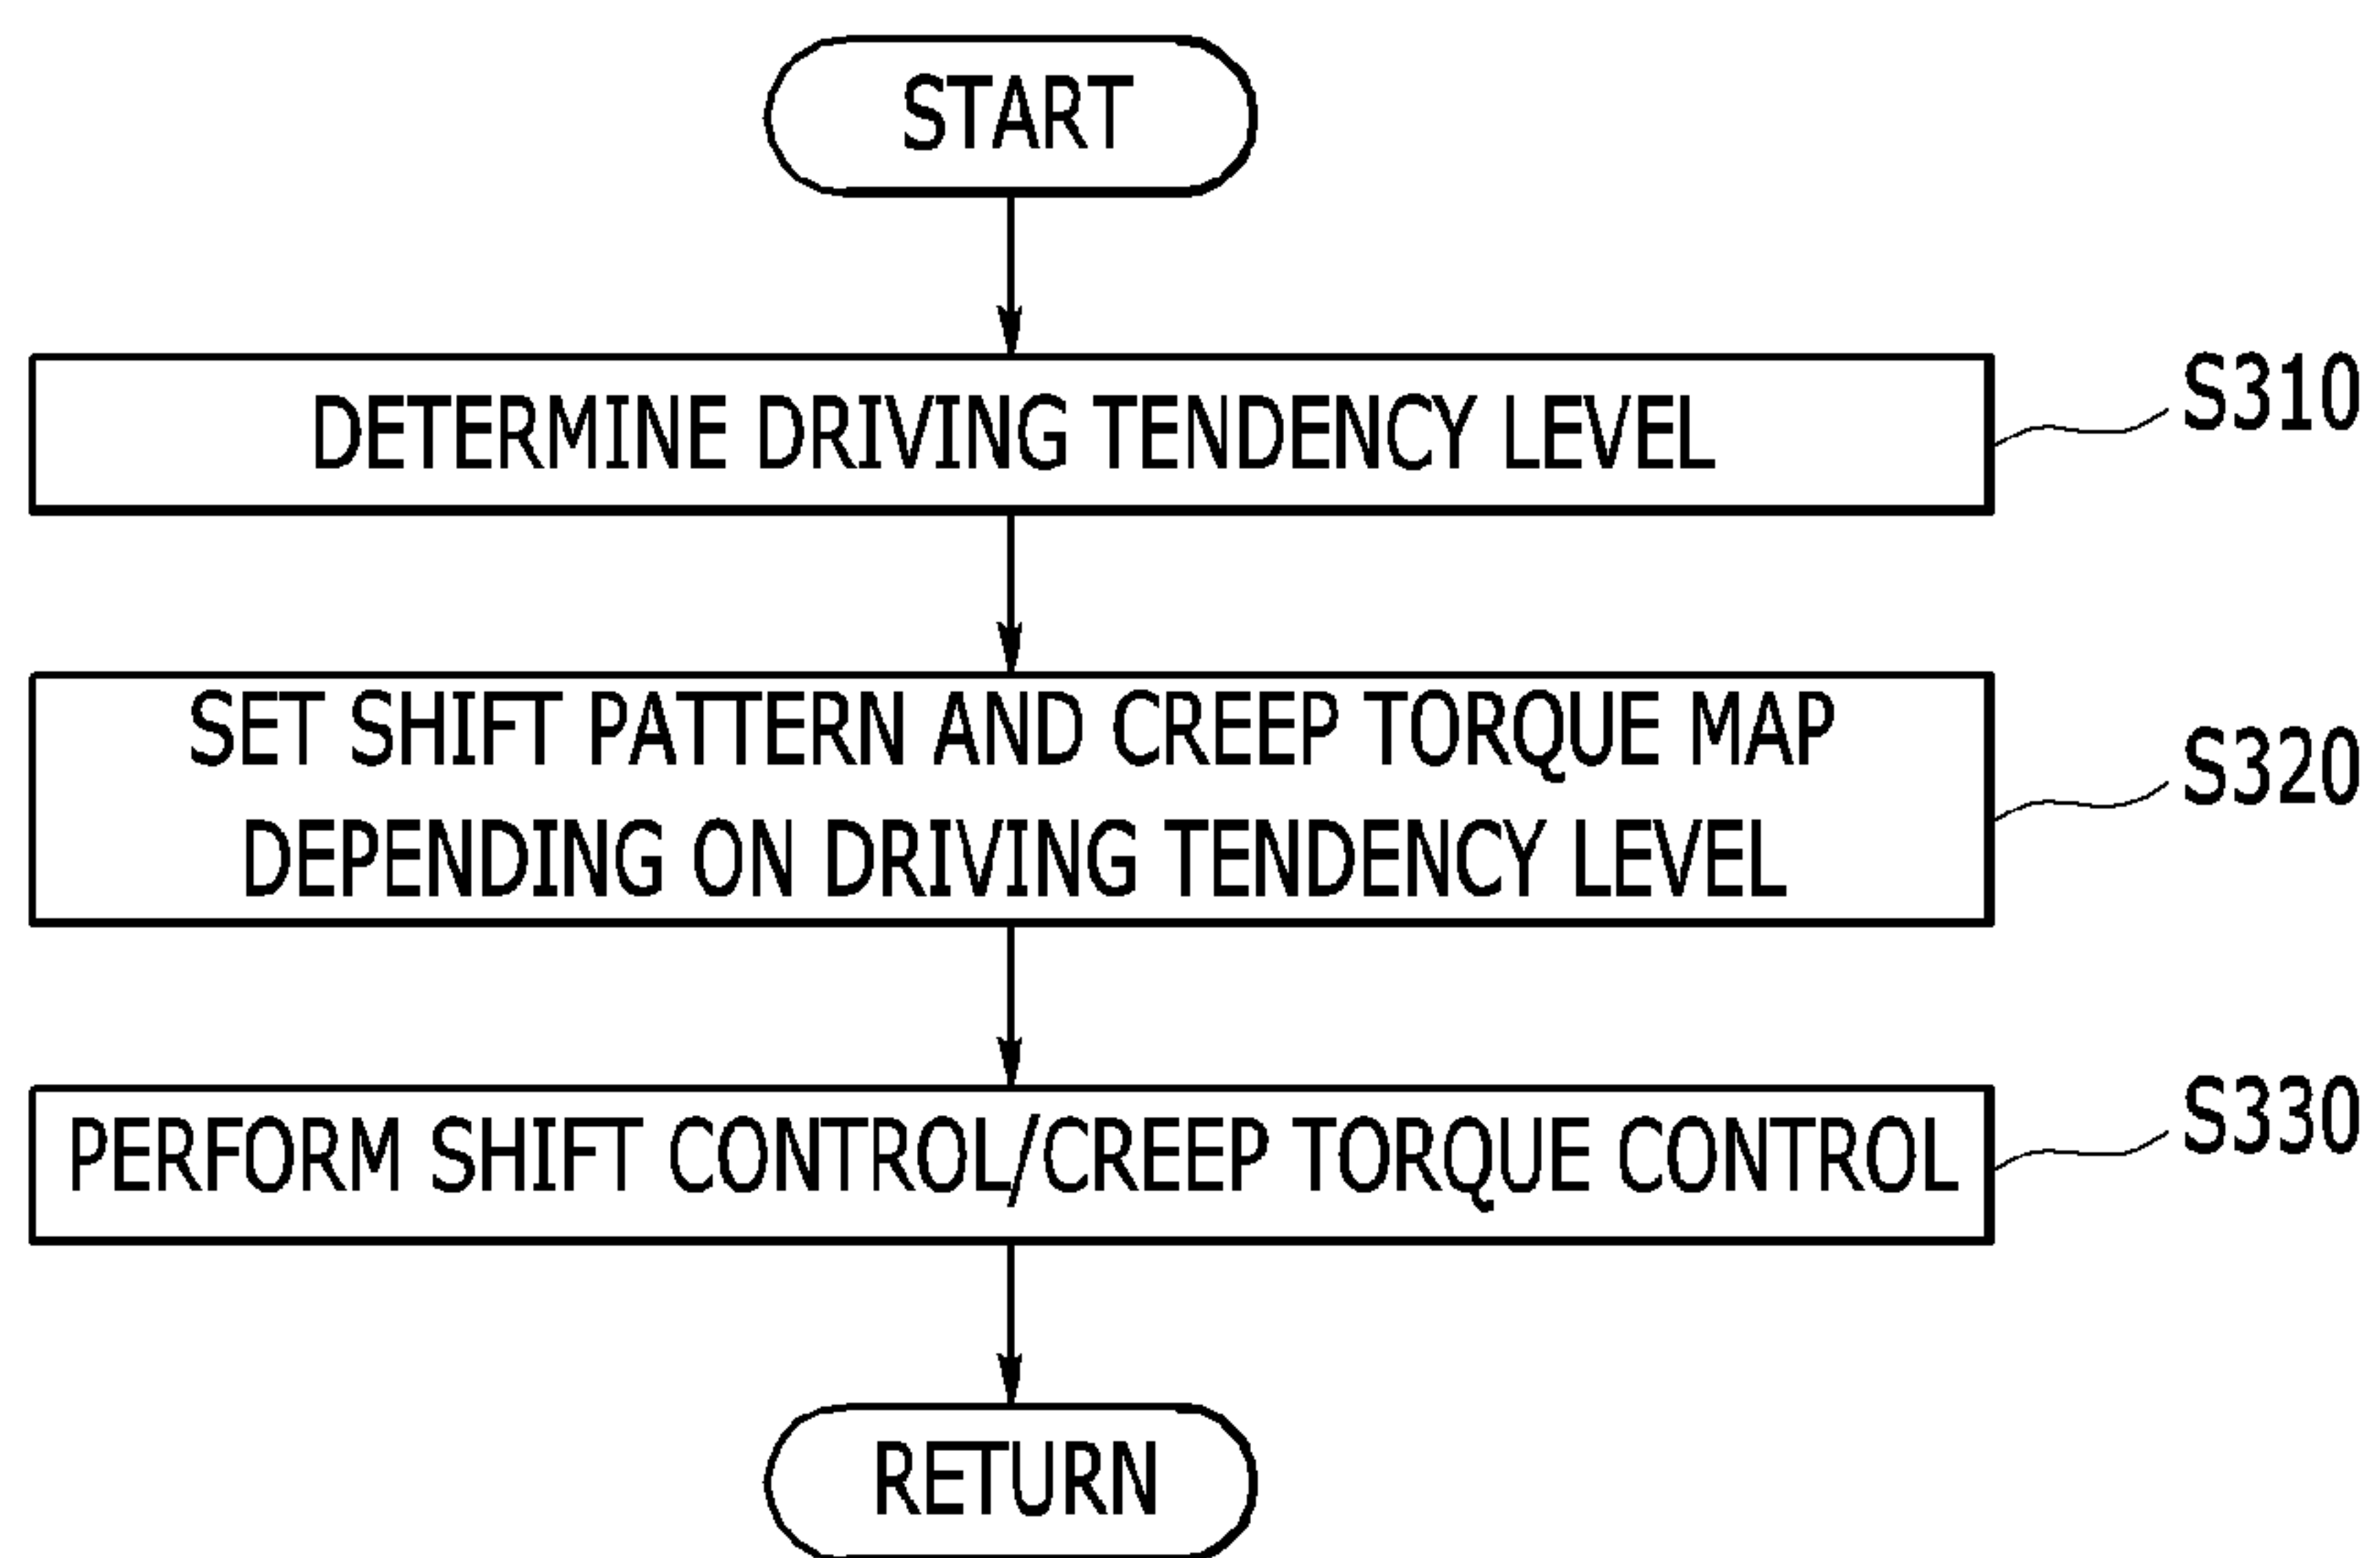 START
DETERMINE DRIVING TENDENCY LEVEL
S310
SET SHIFT PATTERN AND CREEP TORQUE MAP
DEPENDING ON DRIVING TENDENCY LEVEL
S320
PERFORM SHIFT CONTROL/CREEP TORQUE CONTROL
S330
RETURN